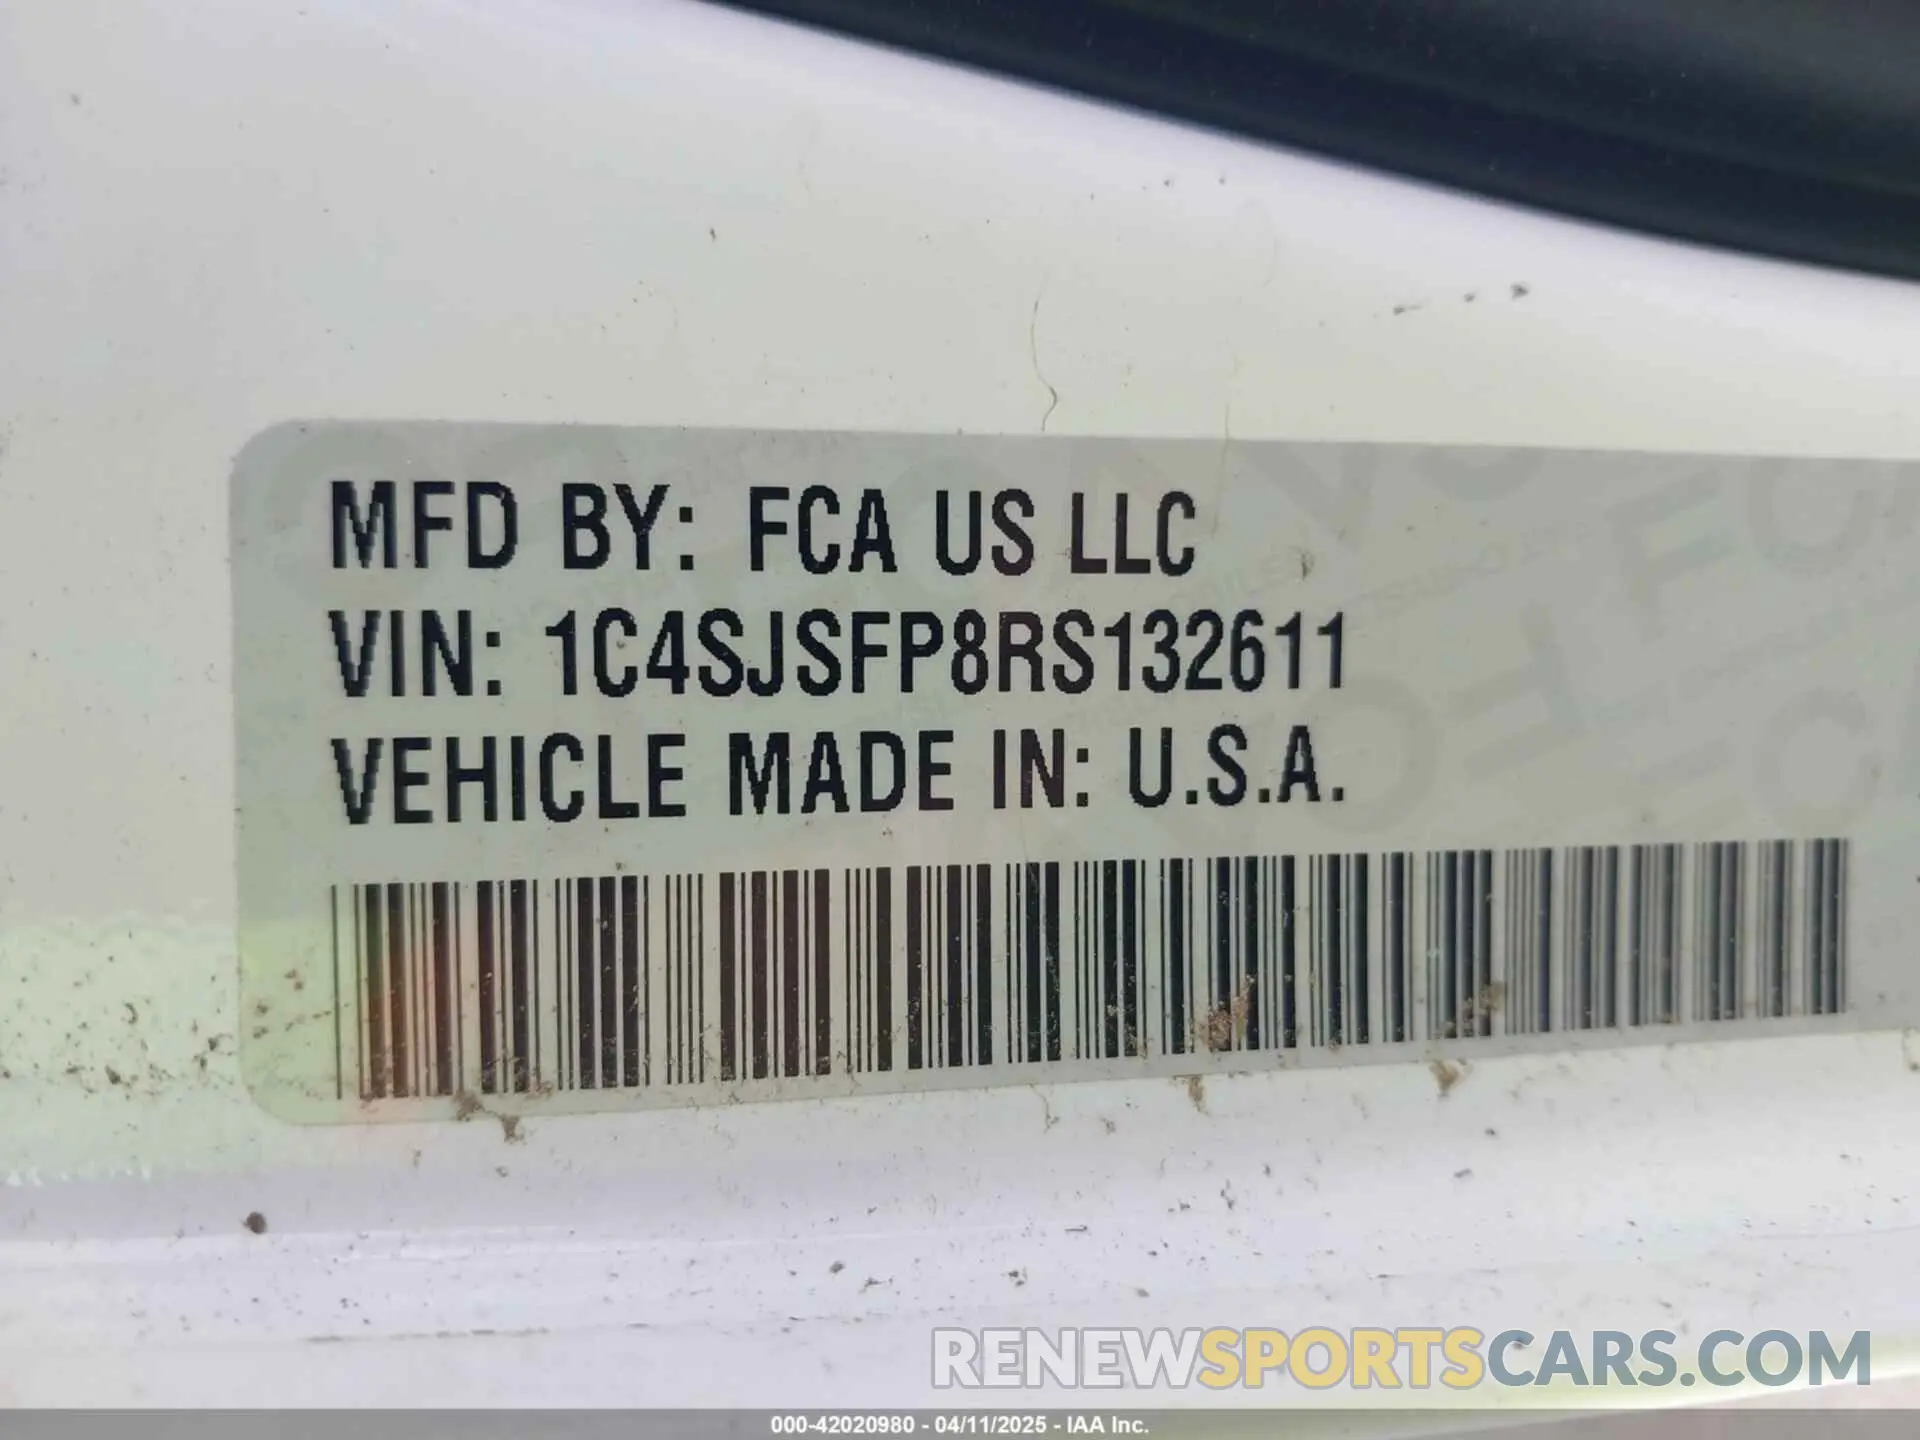 MFD BY: FCA US LLC
VIN: 1C4SJSFP8RS132611
VEHICLE MADE IN: U.S.A.
RENEWSPORTSCARS.COM
000-42020980 - 04/11/2025 - IAA Inc.